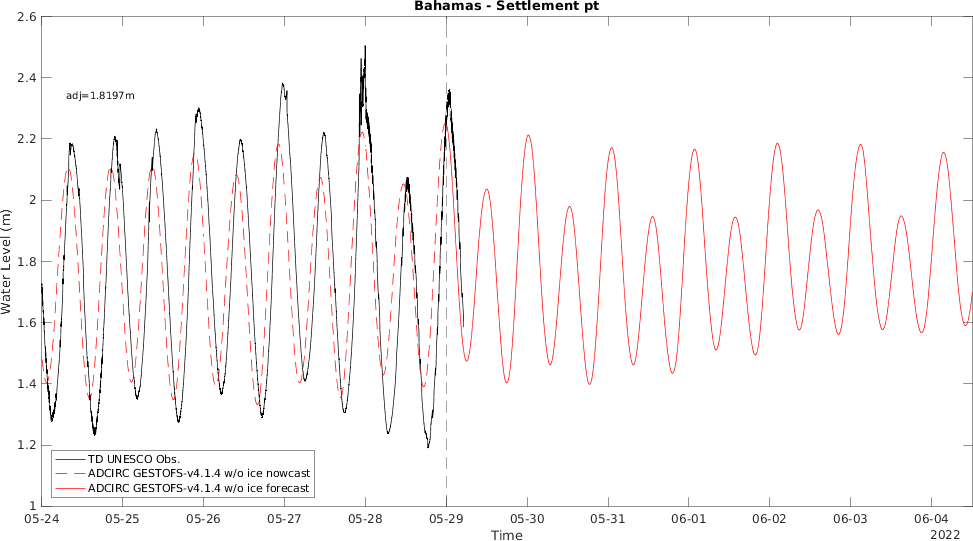 Bahamas - Settlement pt
2.6
2.4
adj=1.8197m
2.2
2
Water Level (m)
1.8
1.6
1.4
1.2
1
TD UNESCO Obs.
ADCIRC GESTOFS-v4.1.4 w/o ice nowcast
ADCIRC GESTOFS-v4.1.4 w/o ice forecast
05-24 05-25 05-26 05-27 05-28 05-29 05-30 05-31 06-01 06-02 06-03 06-04
Time
2022